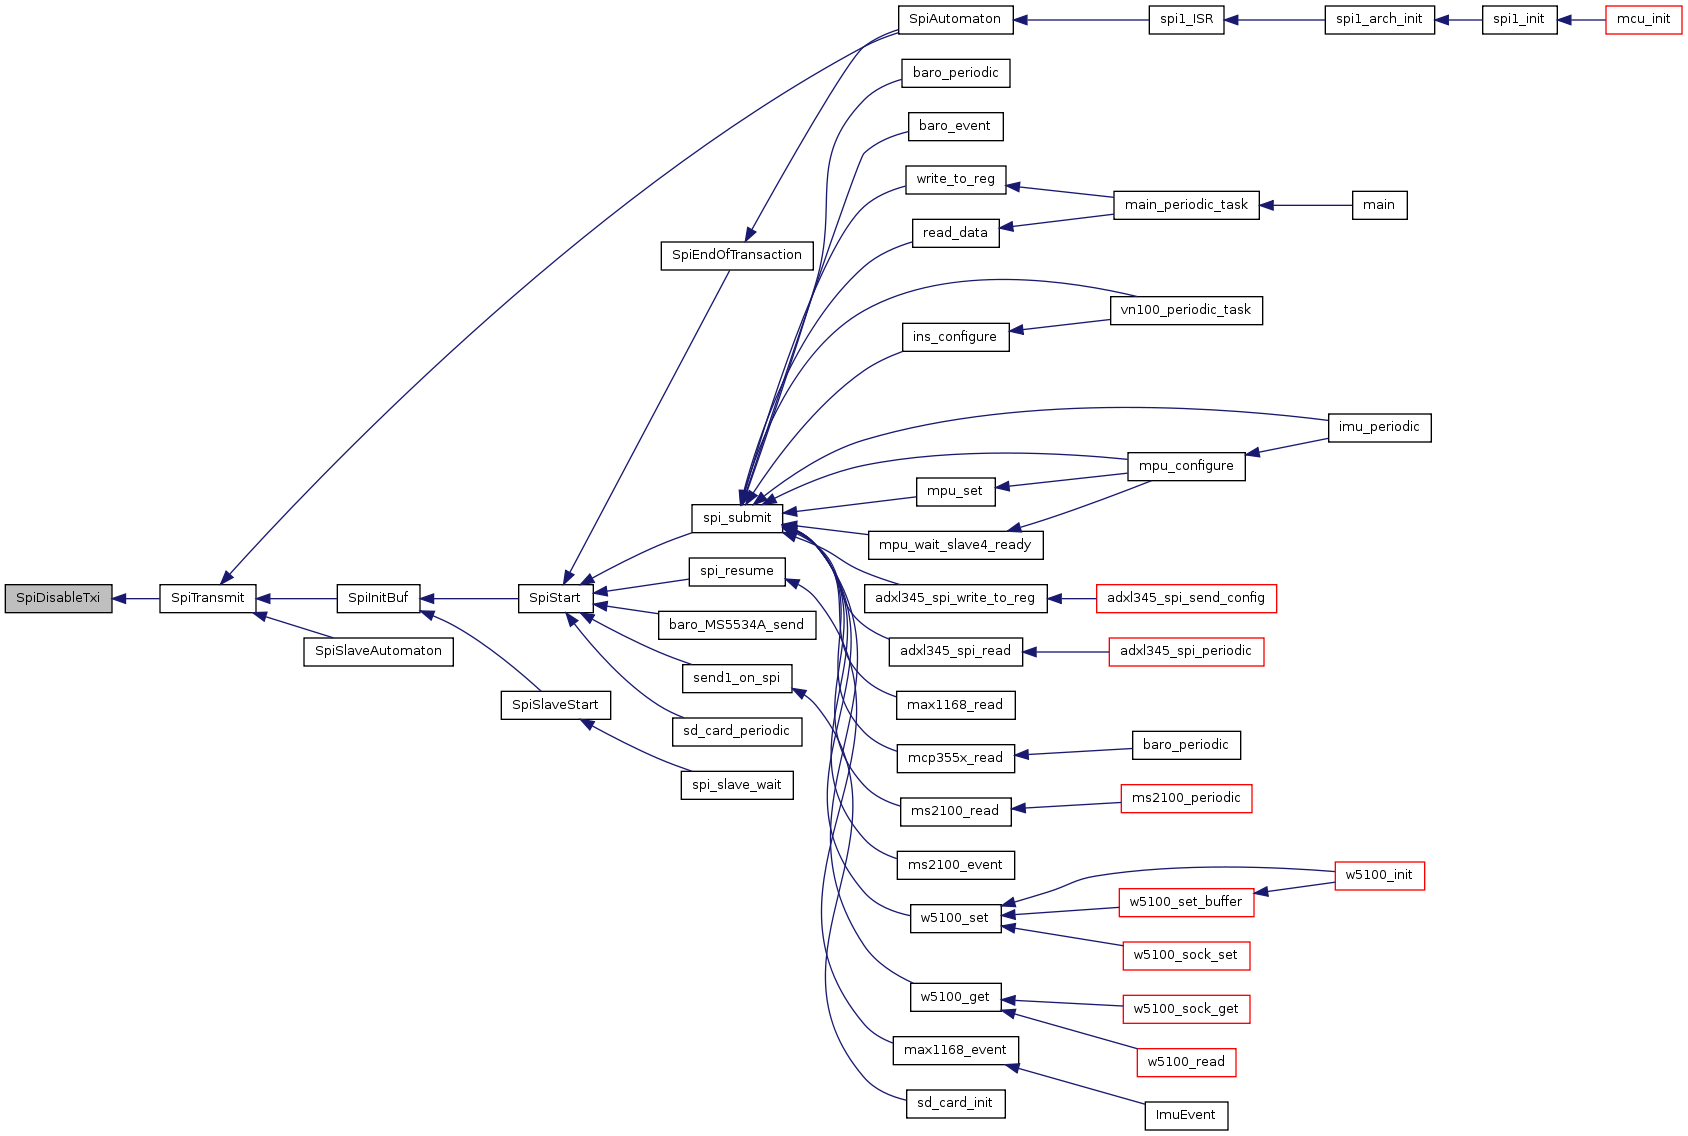 SpiAutomaton
spi1_ISR
spi1_arch_init
spi1_init
mcu_init
baro_periodic
baro_event
write_to_reg
main_periodic_task
main
read_data
SpiEndOfTransaction
vn100_periodic_task
ins_configure
imu_periodic
mpu_configure
mpu_set
spi_submit
mpu_wait_slave4_ready
spi_resume
SpiDisableTxi
SpiTransmit
SpiInitBuf
SpiStart
adxl345_spi_write_to_reg
adxl345_spi_send_config
baro_MS5534A_send
SpiSlaveAutomaton
adxl345_spi_read
adxl345_spi_periodic
send1_on_spi
SpiSlaveStart
max1168_read
sd_card_periodic
baro_periodic
mcp355x_read
spi_slave_wait
ms2100_periodic
ms2100_read
ms2100_event
w5100_init
w5100_set_buffer
w5100_set
w5100_sock_set
w5100_get
w5100_sock_get
max1168_event
w5100_read
sd_card_init
ImuEvent